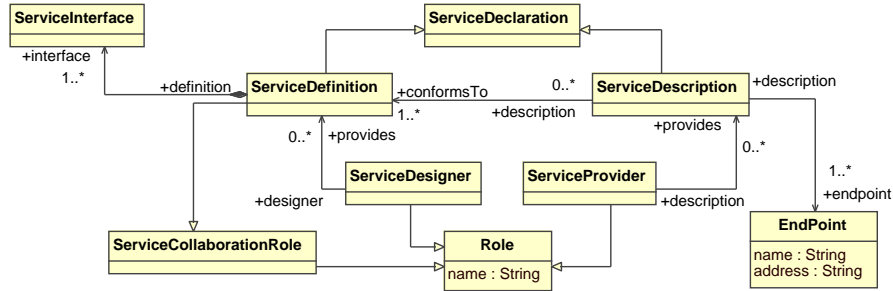 ServiceInterface
ServiceDeclaration
+interface
1..*
+definition
ServiceDefinition
+conformsTo
1..*
0..*
+description
ServiceDescription
+description
0..*
+provides
+provides
0..*
ServiceDesigner
+designer
ServiceProvider
+description
1..*
+endpoint
ServiceCollaborationRole
Role
name : String
EndPoint
name : String
address : String